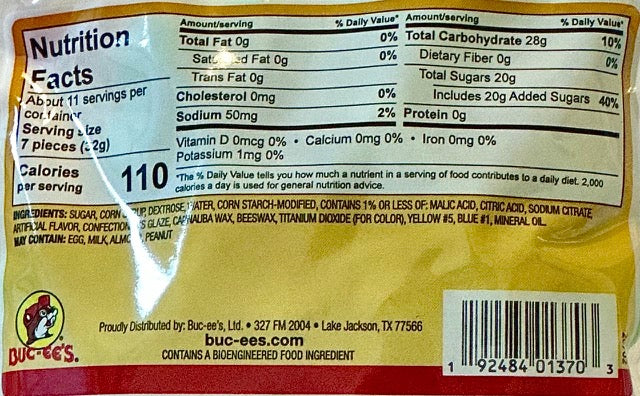 Nutrition
Facts
About 11 servings per
container
Serving size
7 pieces (32g)
Calories
per serving 110
Amount/serving % Daily Value*
Total Fat 0g 0%
Saturated Fat 0g 0%
Trans Fat 0g
Cholesterol 0mg 0%
Sodium 50mg 2%
Amount/serving % Daily Value*
Total Carbohydrate 28g 10%
Dietary Fiber 0g 0%
Total Sugars 20g
Includes 20g Added Sugars 40%
Protein 0g
Vitamin D 0mcg 0% • Calcium 0mg 0% • Iron 0mg 0%
Potassium 1mg 0%
*The % Daily Value tells you how much a nutrient in a serving of food contributes to a daily diet. 2,000
calories a day is used for general nutrition advice.
INGREDIENTS: SUGAR, CORN SYRUP, DEXTROSE, WATER, CORN STARCH-MODIFIED, CONTAINS 1% OR LESS OF: MALIC ACID, CITRIC ACID, SODIUM CITRATE,
ARTIFICIAL FLAVOR, CONFECTIONER'S GLAZE, CARNAUBA WAX, BEESWAX, TITANIUM DIOXIDE (FOR COLOR), YELLOW #5, BLUE #1, MINERAL OIL.
MAY CONTAIN: EGG, MILK, ALMOND, PEANUT
BUC-EE'S.
Proudly Distributed by: Buc-ee's, Ltd. • 327 FM 2004 • Lake Jackson, TX 77566
buc-ees.com
CONTAINS A BIOENGINEERED FOOD INGREDIENT
1 92484 01370 3